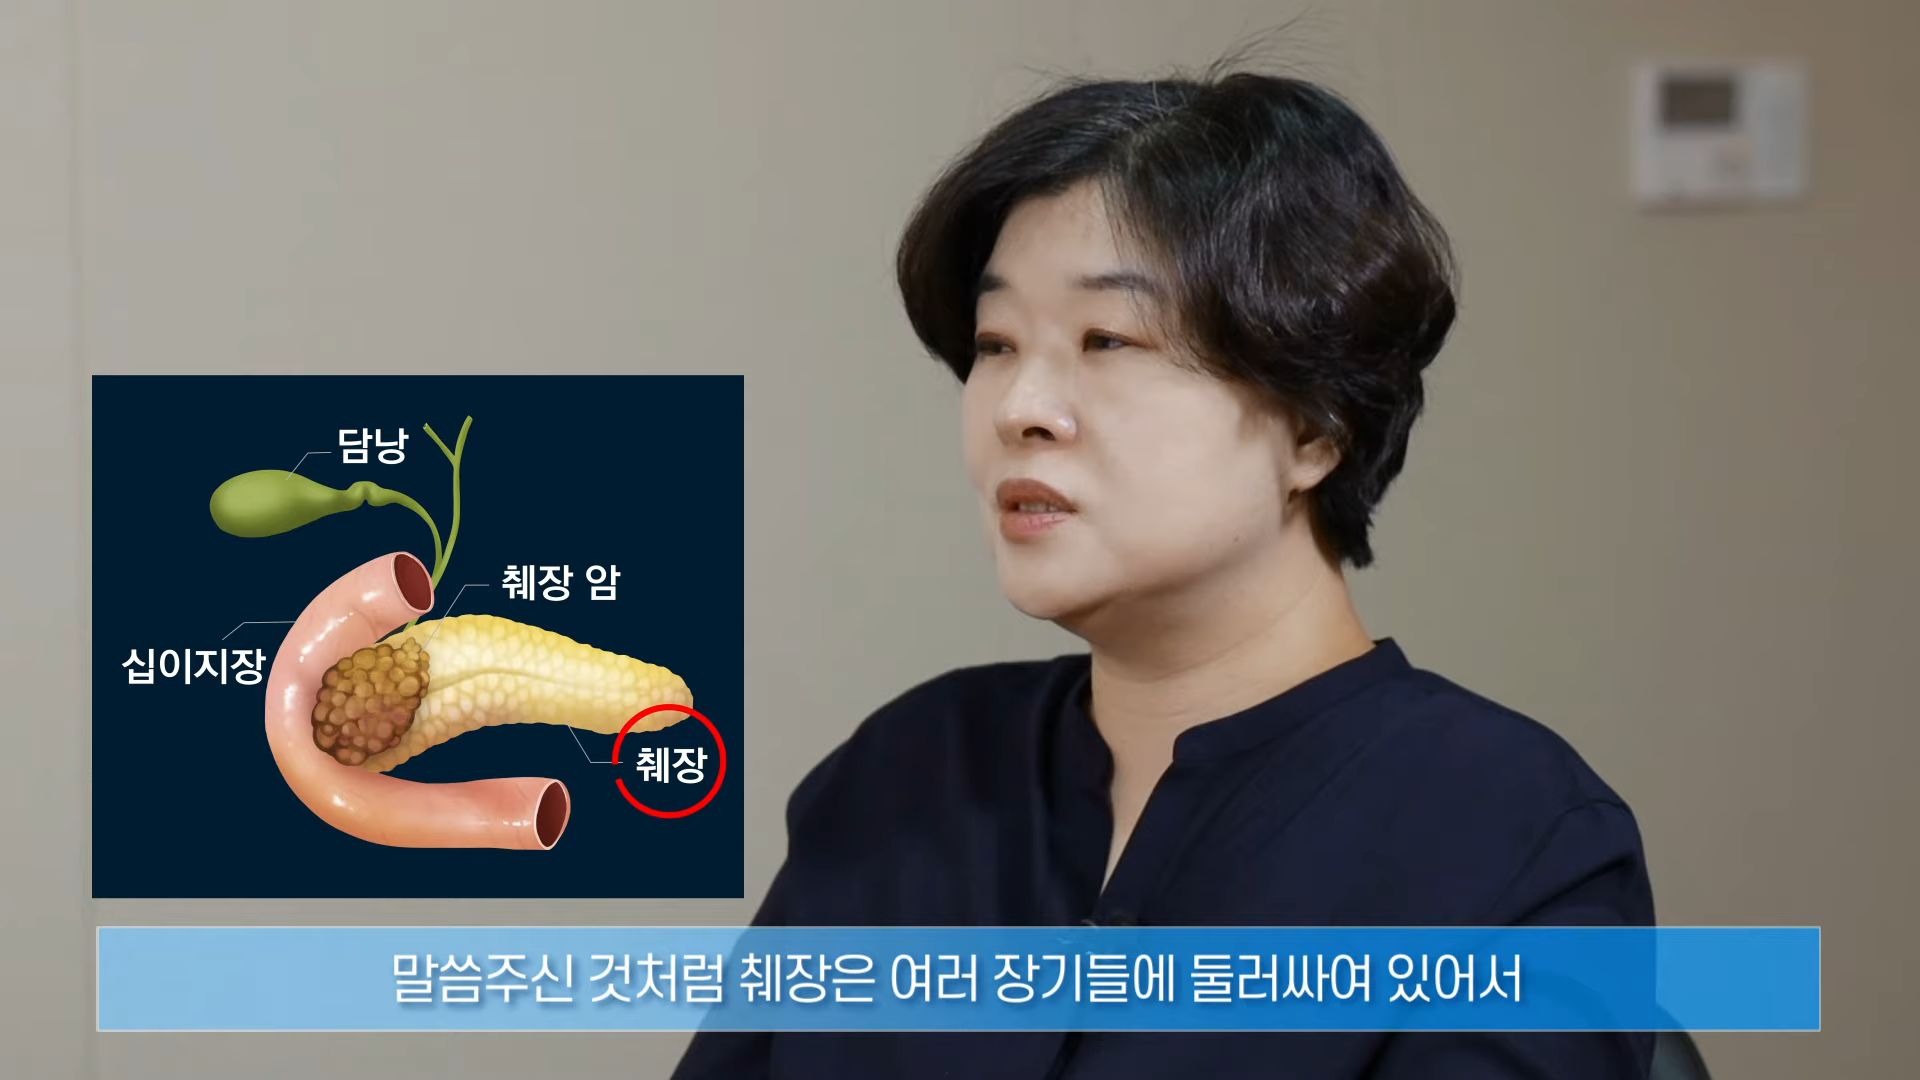 담낭
췌장 암
십이지장
췌장
말씀주신 것처럼 췌장은 여러 장기들에 둘러싸여 있어서